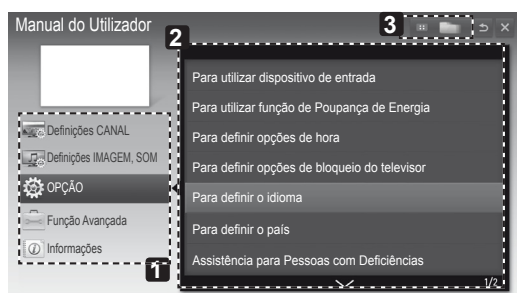 Manual do Utilizador
2
3
Para utilizar dispositivo de entrada
Para utilizar função de Poupança de Energia
Para definir opções de hora
Para definir opções de bloqueio do televisor
Para definir o idioma
Para definir o país
Assistência para Pessoas com Deficiências
1/2
Definições CANAL
Definições IMAGEM, SOM
OPÇÃO
Função Avançada
Informações
1